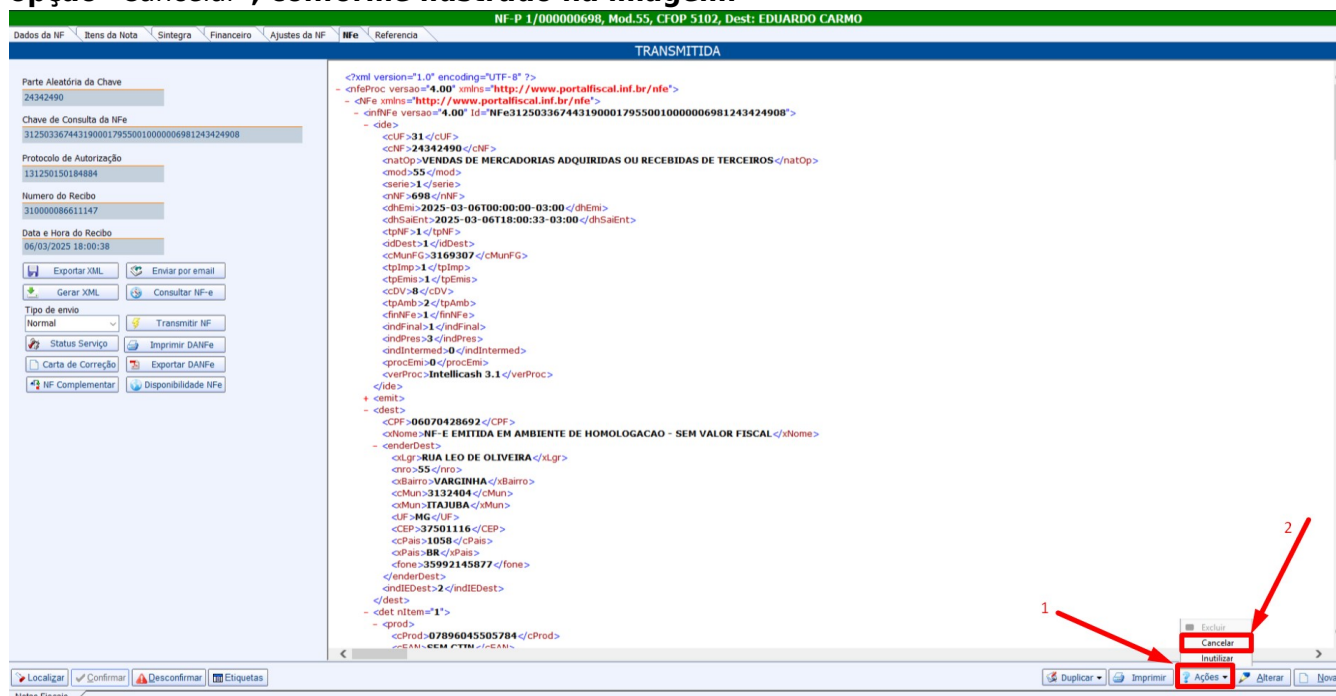 opção "Cancelar", conforme ilustrado na imagem.
NF-P 1/000000698, Mod.55, CFOP 5102, Dest: EDUARDO CARMO
Dados da NF Itens da Nota Sintegra Financeiro Ajustes da NF NFe Referencia
TRANSMITIDA
Parte Aleatória da Chave
24342490
Chave de Consulta da NFe
31250336744319000179550010000006981243424908
Protocolo de Autorização
131250150184884
Numero do Recibo
310000086611147
Data e Hora do Recibo
06/03/2025 18:00:38
Exportar XML Enviar por email
Gerar XML Consultar NF-e
Tipo de envio
Normal Transmitir NF
Status Serviço Imprimir DANFe
Carta de Correção Exportar DANFe
NF Complementar Disponibilidade NFe
<?xml version="1.0" encoding="UTF-8" ?>
- <nfeProc versao="4.00" xmlns="http://www.portalfiscal.inf.br/nfe">
- <NFe xmlns="http://www.portalfiscal.inf.br/nfe">
- <infNFe versao="4.00" Id="NFe31250336744319000179550010000006981243424908">
- <ide>
<cUF>31</cUF>
<cNF>24342490</cNF>
<natOp>VENDAS DE MERCADORIAS ADQUIRIDAS OU RECEBIDAS DE TERCEIROS</natOp>
<mod>55</mod>
<serie>1</serie>
<nNF>698</nNF>
<dhEmi>2025-03-06T00:00:00-03:00</dhEmi>
<dhSaiEnt>2025-03-06T18:00:33-03:00</dhSaiEnt>
<tpNF>1</tpNF>
<idDest>1</idDest>
<cMunFG>3169307</cMunFG>
<tpImp>1</tpImp>
<tpEmis>1</tpEmis>
<cDV>8</cDV>
<tpAmb>2</tpAmb>
<finNFe>1</finNFe>
<indFinal>1</indFinal>
<indPres>3</indPres>
<indIntermed>0</indIntermed>
<procEmi>0</procEmi>
<verProc>Intellicash 3.1</verProc>
</ide>
+ <emit>
- <dest>
<CPF>06070428692</CPF>
<xNome>NF-E EMITIDA EM AMBIENTE DE HOMOLOGACAO - SEM VALOR FISCAL</xNome>
- <enderDest>
<xLgr>RUA LEO DE OLIVEIRA</xLgr>
<nro>55</nro>
<xBairro>VARGINHA</xBairro>
<cMun>3132404</cMun>
<xMun>ITAJUBA</xMun>
<UF>MG</UF>
<CEP>37501116</CEP>
<cPais>1058</cPais>
<xPais>BR</xPais>
<fone>35992145877</fone>
</enderDest>
<indIEDest>2</indIEDest>
</dest>
- <det nItem="1">
- <prod>
<cProd>07896045505784</cProd>
<cEAN>SEM GTIN</cEAN>
1
2
Excluir
Cancelar
Inutilizar
Localizar Confirmar Desconfirmar Etiquetas Duplicar Imprimir Ações Alterar Nova
Notas Fiscais